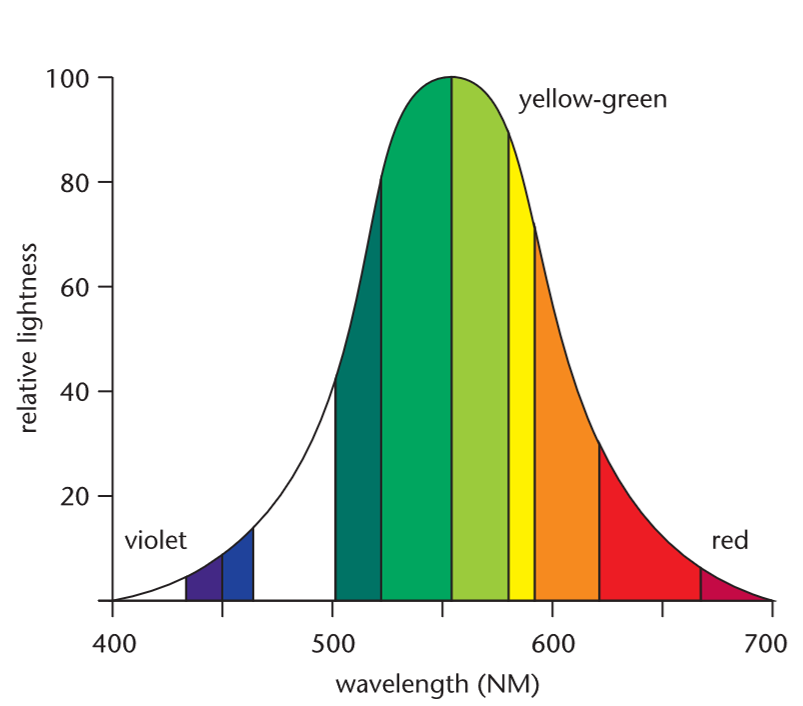 100
yellow-green
80
60
relative lightness
40
20
violet
red
400 500 600 700
wavelength (NM)